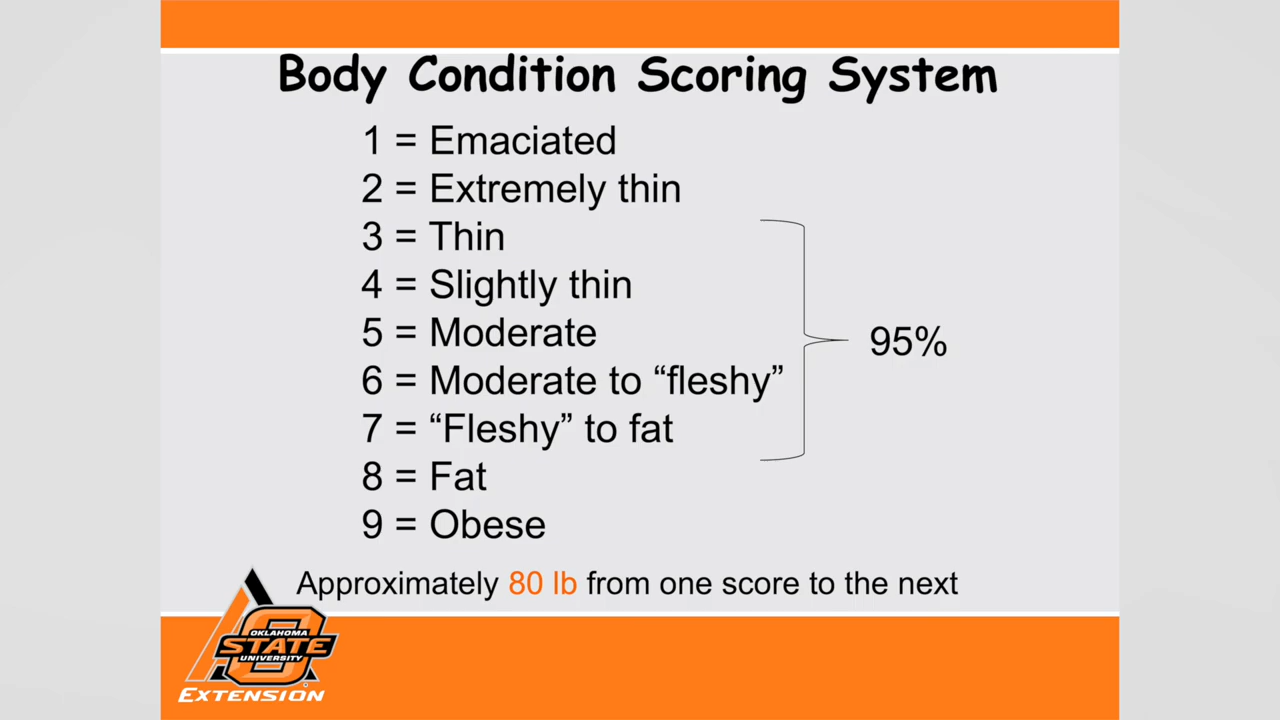 Body Condition Scoring System
1 = Emaciated
2 = Extremely thin
3 = Thin
4 = Slightly thin
5 = Moderate
6 = Moderate to “fleshy”
7 = “Fleshy” to fat
8 = Fat
9 = Obese
95%
Approximately 80 lb from one score to the next
OKLAHOMA
STATE
UNIVERSITY
EXTENSION